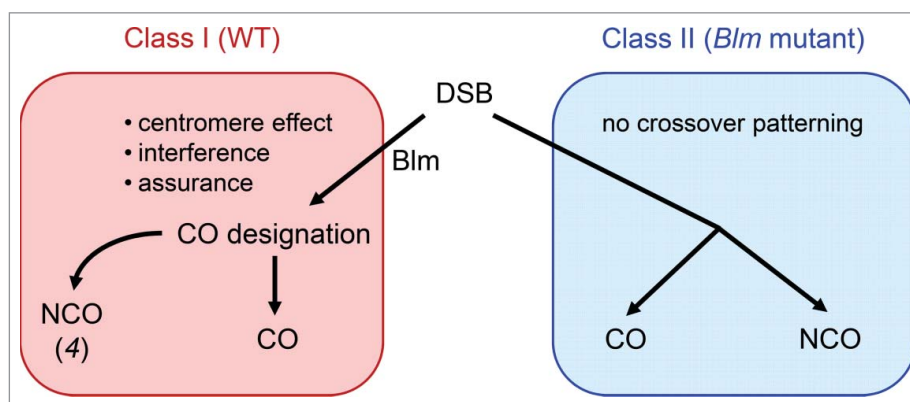 Class I (WT)
Class II (Blm mutant)
DSB
• centromere effect
• interference
• assurance
no crossover patterning
Blm
CO designation
NCO
(4)
CO
CO
NCO